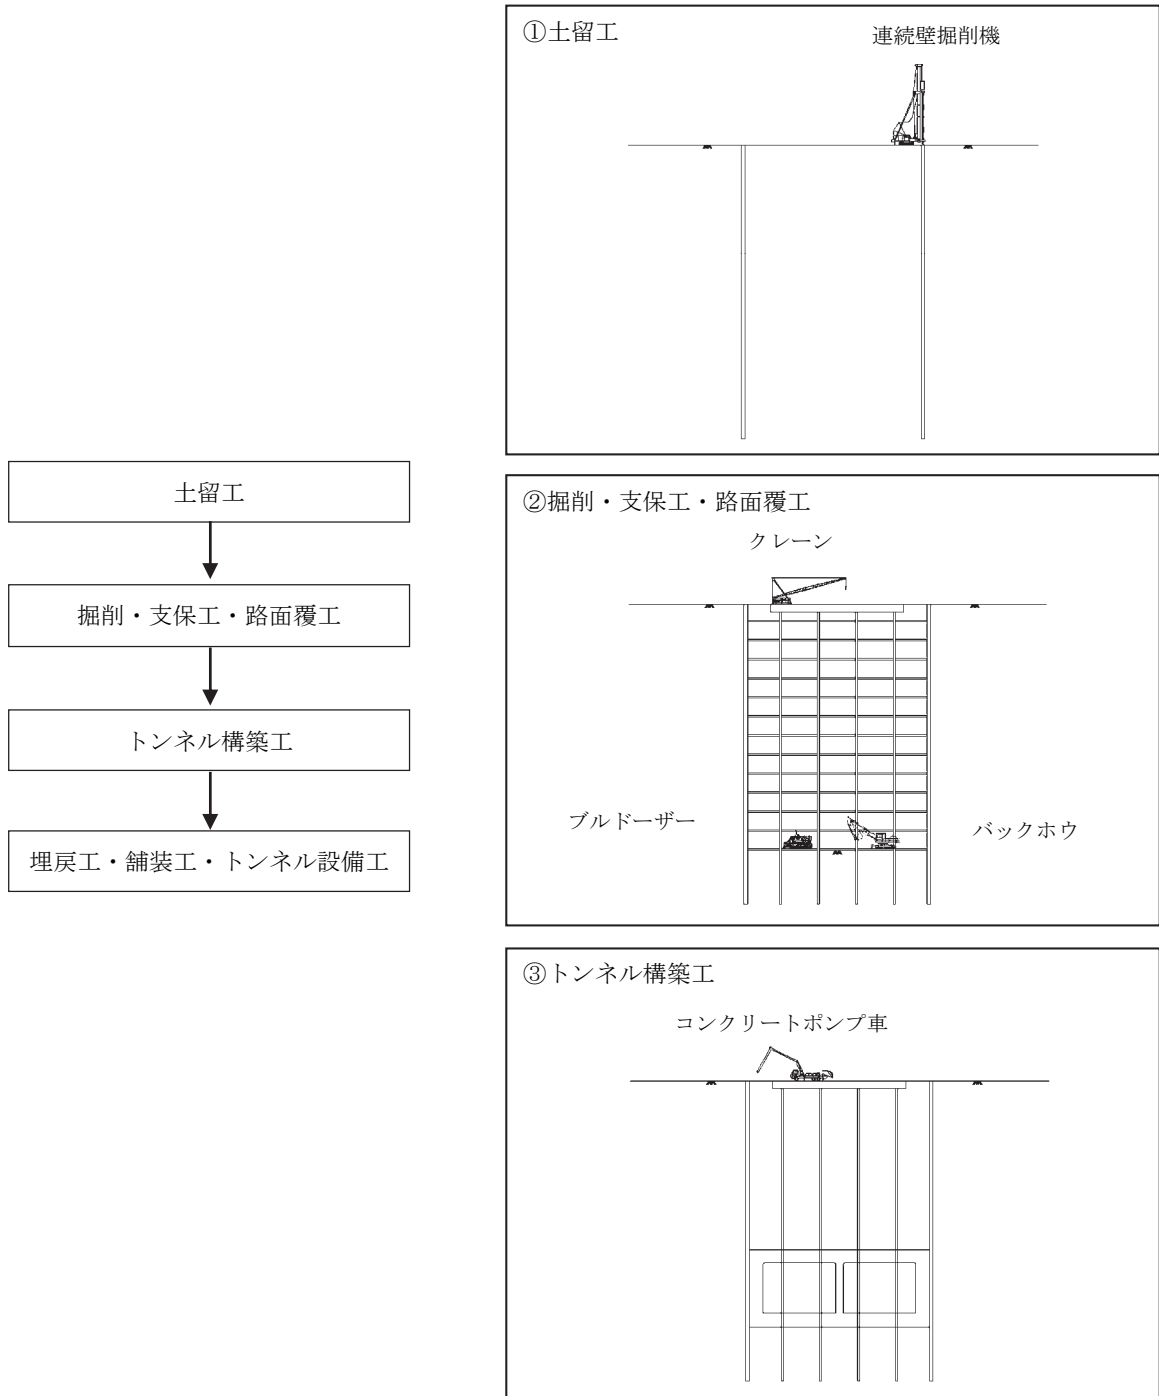 土留工
掘削・支保工・路面覆工
トンネル構築工
埋戻工・舗装工・トンネル設備工
①土留工
連続壁掘削機
②掘削・支保工・路面覆工
クレーン
ブルドーザー
バックホウ
③トンネル構築工
コンクリートポンプ車